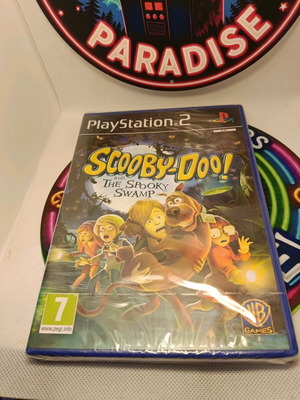 PARADISE
PlayStation 2
SCOOBY-DOO!
AND
THE SPOOKY
SWAMP
7
www.pegi.info
WB
GAMES